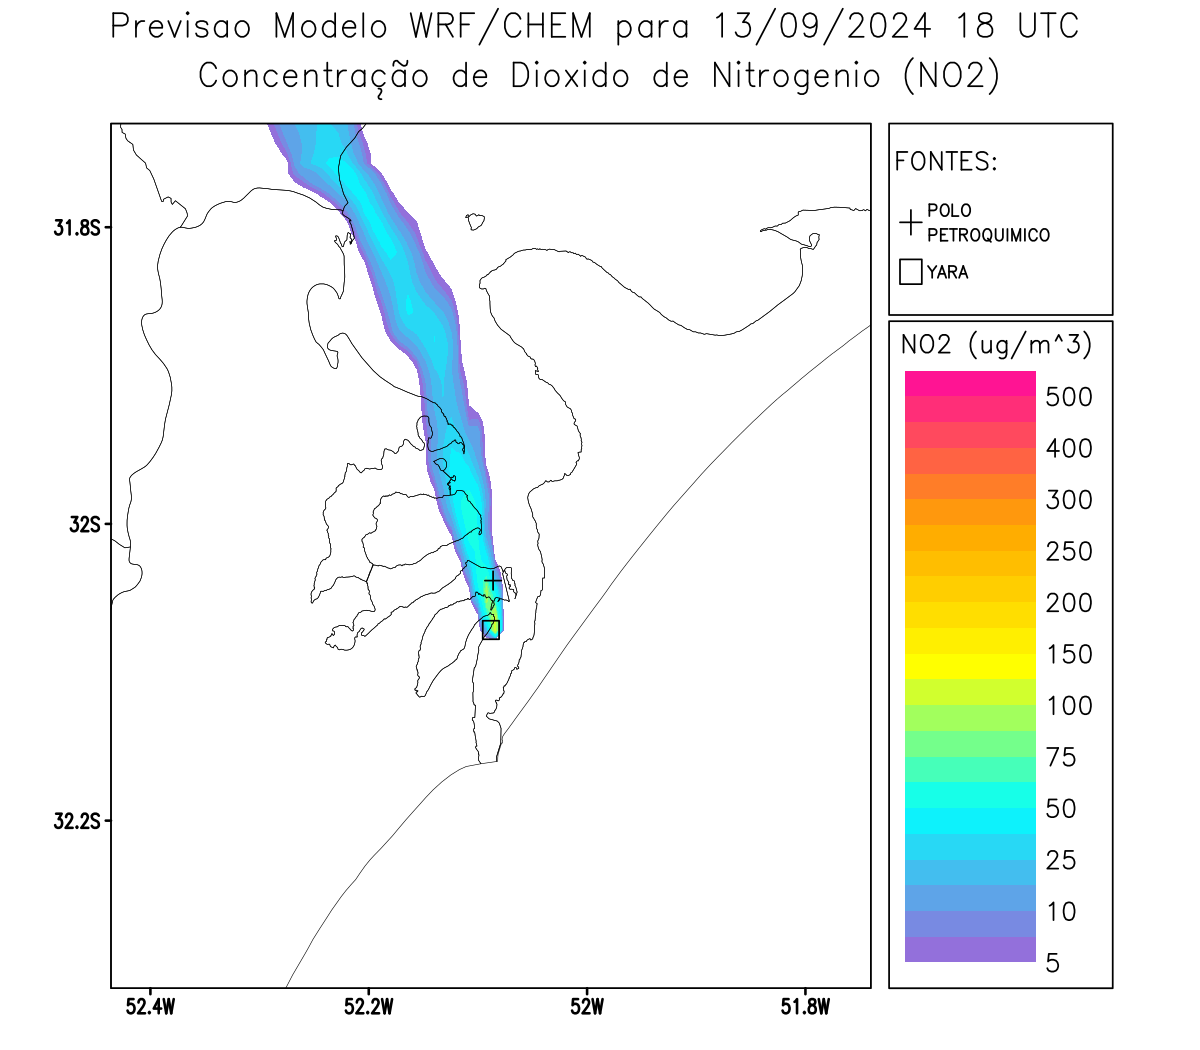 Previsao Modelo WRF/CHEM para 13/09/2024 18 UTC
Concentração de Dioxido de Nitrogenio (NO2)
FONTES:
POLO
PETROQUIMICO
YARA
31.8S
32S
32.2S
52.4W
52.2W
52W
51.8W
NO2 (ug/m^3)
500
400
300
250
200
150
100
75
50
25
10
5